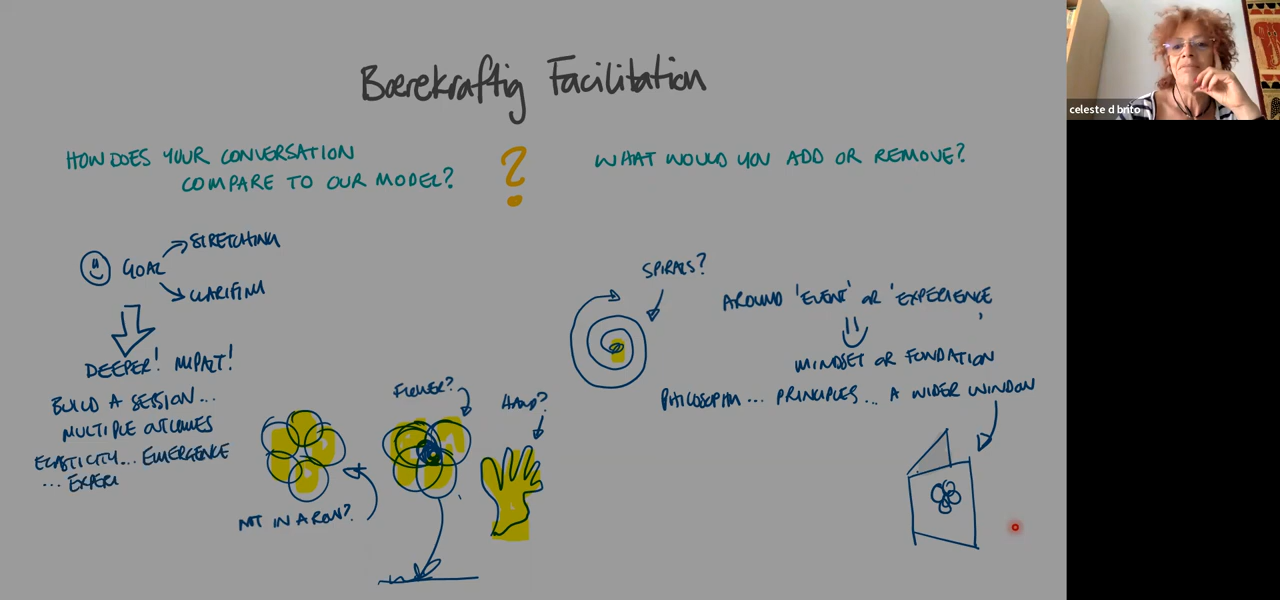 Bærekraftig Facilitation
HOW DOES YOUR CONVERSATION
COMPARE TO OUR MODEL?
?
WHAT WOULD YOU ADD OR REMOVE?
GOAL
STRETCHING
CLARIFING
DEEPER! IMPACT!
BUILD A SESSION...
MULTIPLE OUTCOMES
ELASTICITY... EMERGENCE
... EXPERI
NOT IN A ROW?
FLOWER?
HAND?
SPIRALS?
AROUND 'EVENT' OR 'EXPERIENCE'
MINDSET OR FONDATION
PHILOSOPHY... PRINCIPLES... A WIDER WINDOW
celeste d brito